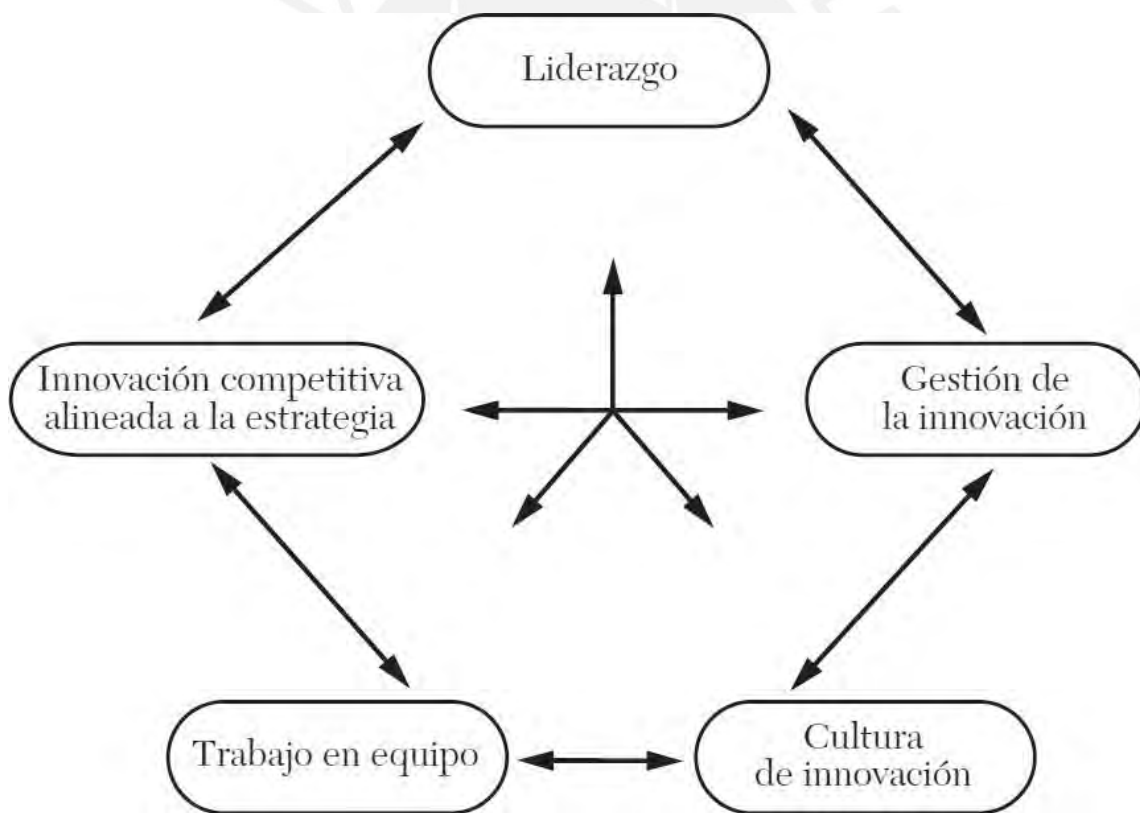 Liderazgo
Innovación competitiva
alineada a la estrategia
Gestión de
la innovación
Trabajo en equipo
Cultura
de innovación